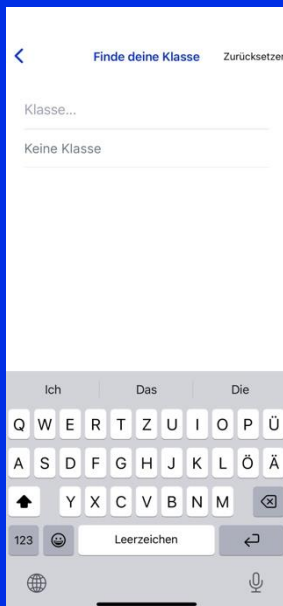 Finde deine Klasse Zurücksetzen
Klasse...
Keine Klasse
Ich Das Die
Q W E R T Z U I O P Ü
A S D F G H J K L Ö Ä
Y X C V B N M
123 Leerzeichen